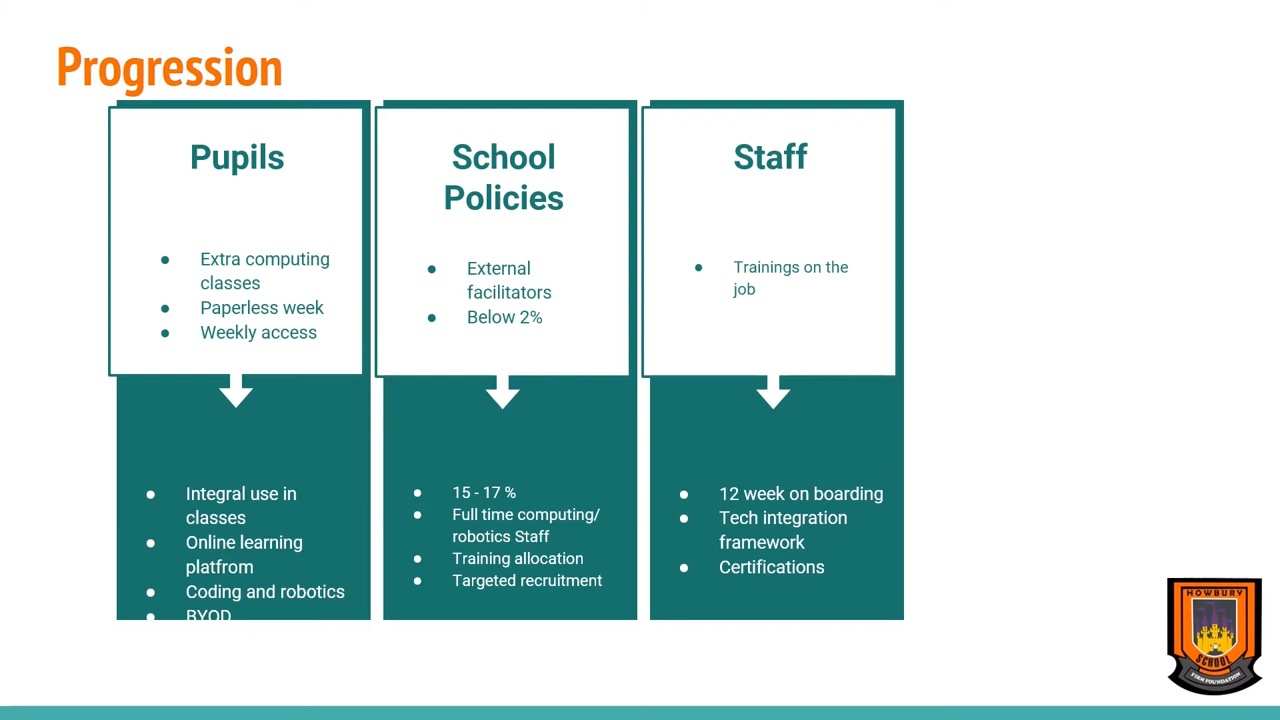 Progression
Pupils
● Extra computing
classes
● Paperless week
● Weekly access
● Integral use in
classes
● Online learning
platfrom
● Coding and robotics
● BYOD
School
Policies
● External
facilitators
● Below 2%
● 15 - 17 %
● Full time computing/
robotics Staff
● Training allocation
● Targeted recruitment
Staff
● Trainings on the
job
● 12 week on boarding
● Tech integration
framework
● Certifications
HOWBURY
SCHOOL
FIRM FOUNDATION